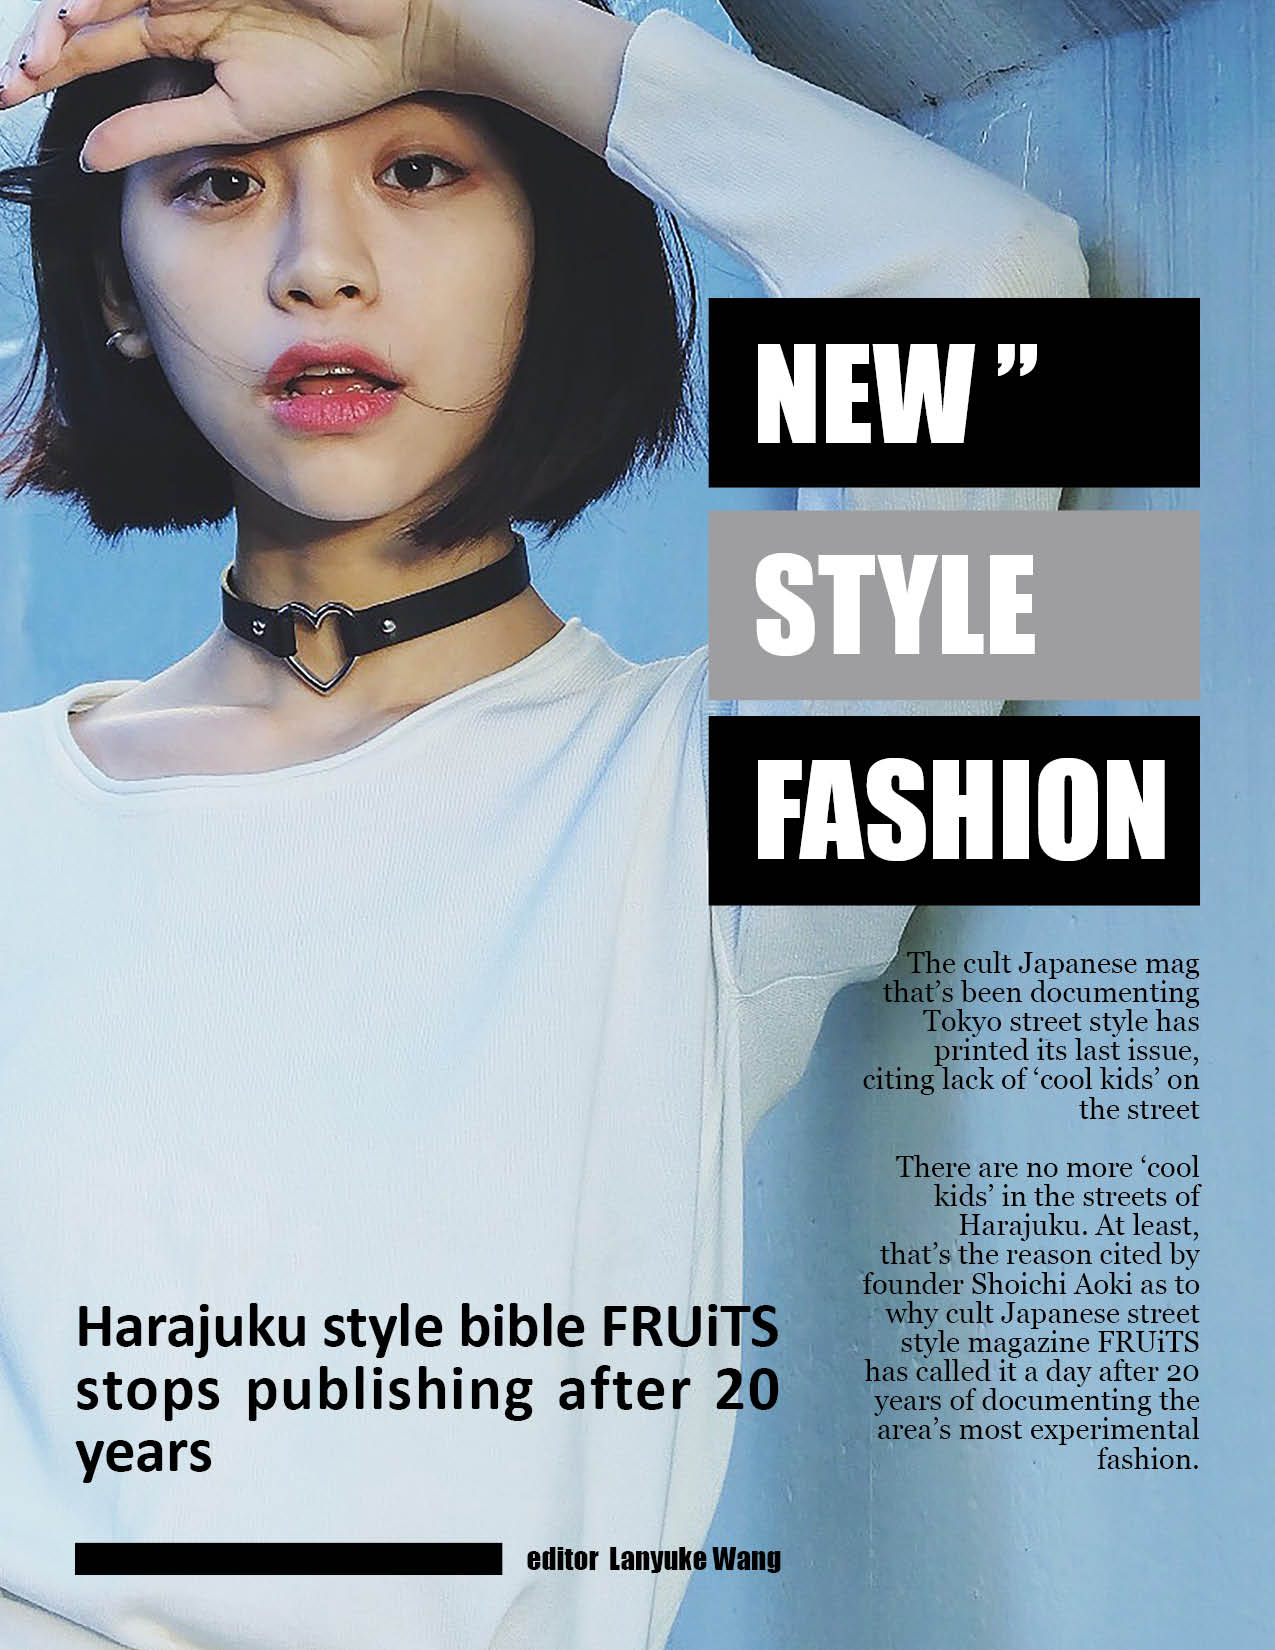 NEW ”
STYLE
FASHION
The cult Japanese mag
that’s been documenting
Tokyo street style has
printed its last issue,
citing lack of ‘cool kids’ on
the street
There are no more ‘cool
kids’ in the streets of
Harajuku. At least,
that’s the reason cited by
founder Shoichi Aoki as to
why cult Japanese street
style magazine FRUiTS
has called it a day after 20
years of documenting the
area’s most experimental
fashion.
Harajuku style bible FRUiTS
stops publishing after 20
years
editor Lanyuke Wang